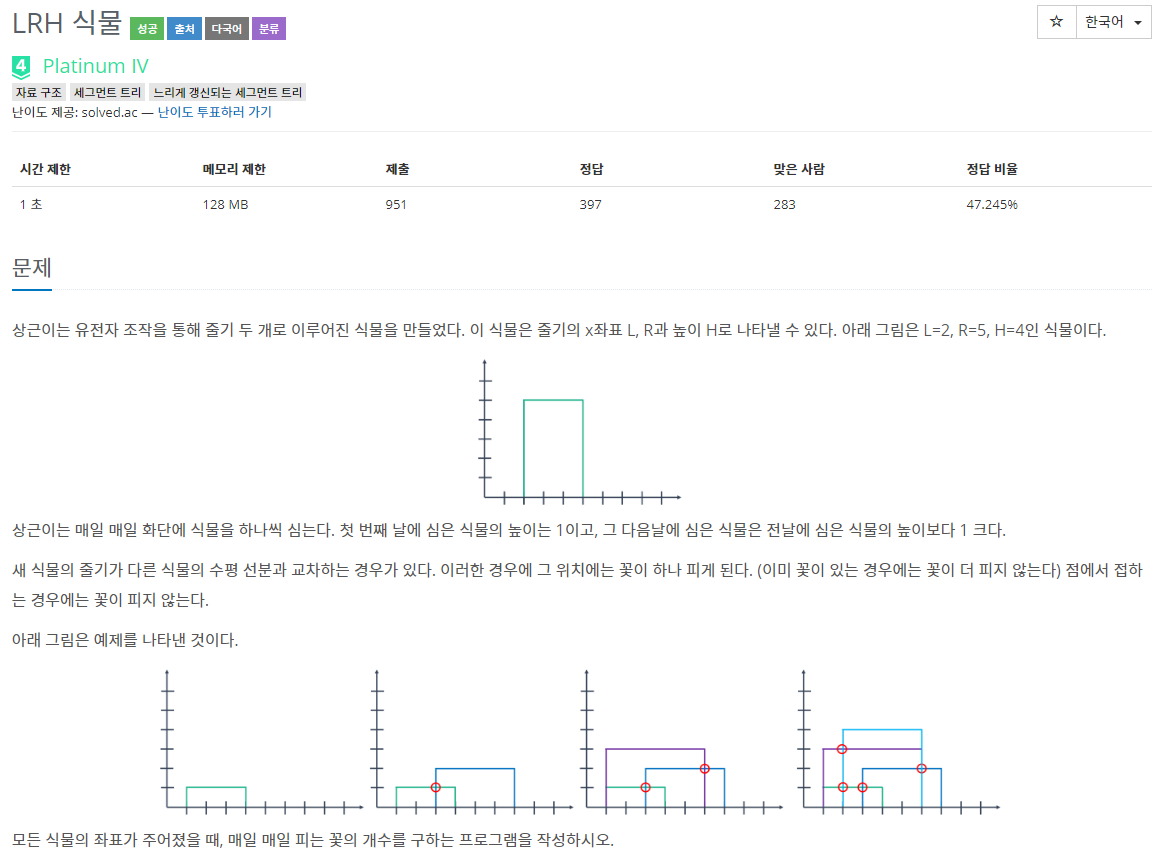 LRH 식물 성공 출처 다국어 분류
☆ 한국어
4 Platinum IV
자료 구조 세그먼트 트리 느리게 갱신되는 세그먼트 트리
난이도 제공: solved.ac — 난이도 투표하러 가기
시간 제한 메모리 제한 제출 정답 맞은 사람 정답 비율
1 초 128 MB 951 397 283 47.245%
문제
상근이는 유전자 조작을 통해 줄기 두 개로 이루어진 식물을 만들었다. 이 식물은 줄기의 x좌표 L, R과 높이 H로 나타낼 수 있다. 아래 그림은 L=2, R=5, H=4인 식물이다.
상근이는 매일 매일 화단에 식물을 하나씩 심는다. 첫 번째 날에 심은 식물의 높이는 1이고, 그 다음날에 심은 식물은 전날에 심은 식물의 높이보다 1 크다.
새 식물의 줄기가 다른 식물의 수평 선분과 교차하는 경우가 있다. 이러한 경우에 그 위치에는 꽃이 하나 피게 된다. (이미 꽃이 있는 경우에는 꽃이 더 피지 않는다) 점에서 접하
는 경우에는 꽃이 피지 않는다.
아래 그림은 예제를 나타낸 것이다.
모든 식물의 좌표가 주어졌을 때, 매일 매일 피는 꽃의 개수를 구하는 프로그램을 작성하시오.